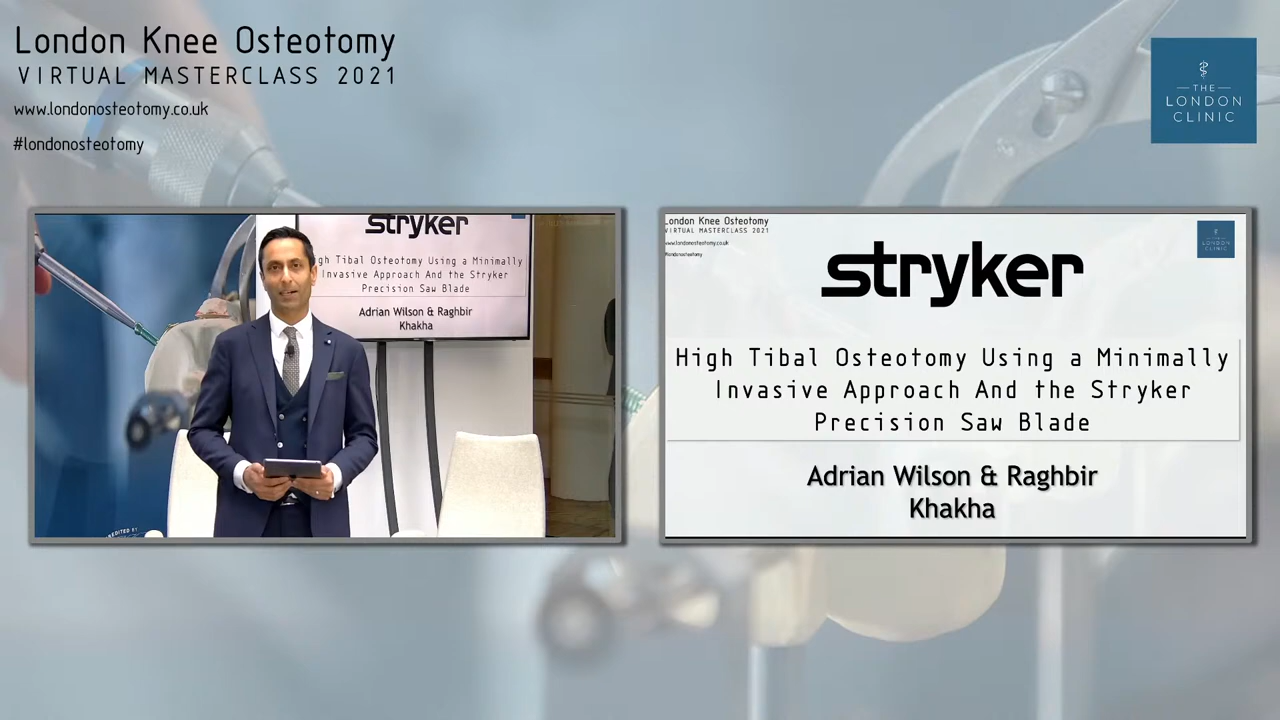 London Knee Osteotomy
VIRTUAL MASTERCLASS 2021
www.londonosteotomy.co.uk
#londonosteotomy
THE
LONDON
CLINIC
stryker
High Tibal Osteotomy Using a Minimally
Invasive Approach And the Stryker
Precision Saw Blade
Adrian Wilson & Raghbir
Khakha
London Knee Osteotomy
VIRTUAL MASTERCLASS 2021
www.londonosteotomy.co.uk
#londonosteotomy
THE
LONDON
CLINIC
stryker
High Tibal Osteotomy Using a Minimally
Invasive Approach And the Stryker
Precision Saw Blade
Adrian Wilson & Raghbir
Khakha